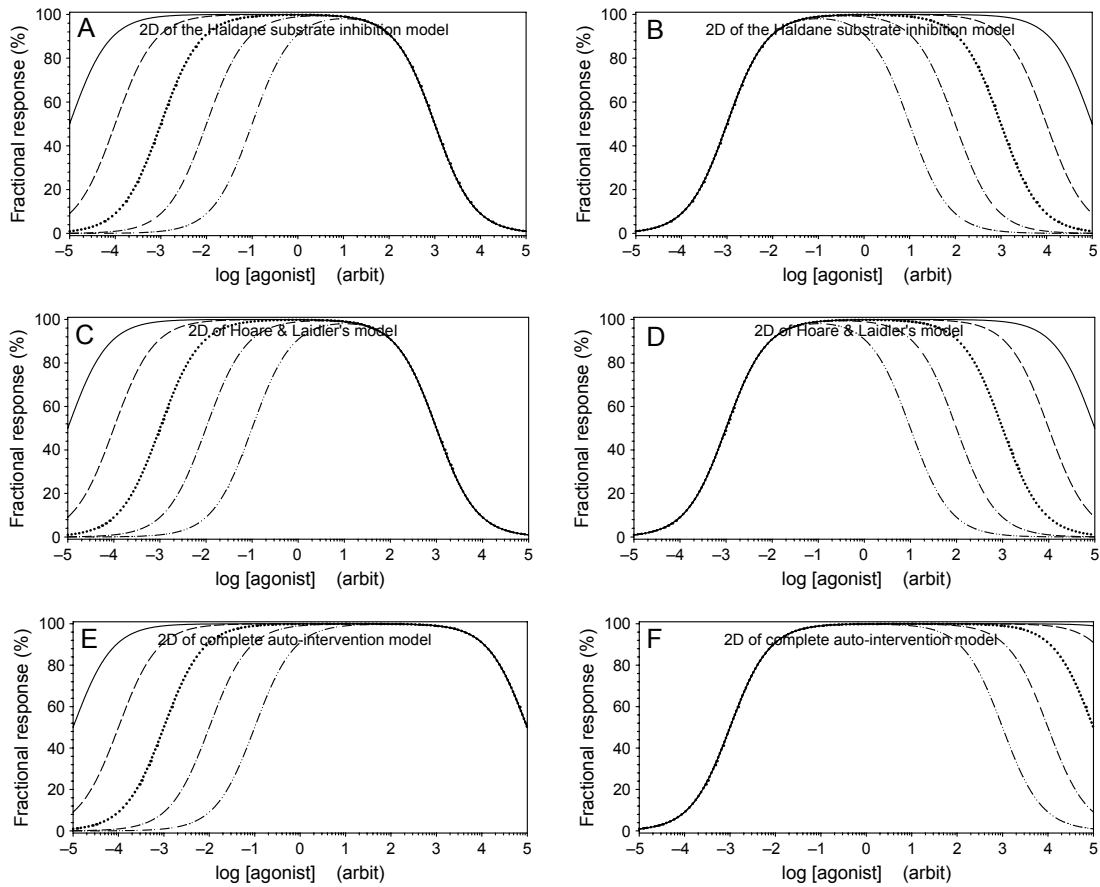 A
2D of the Haldane substrate inhibition model
Fractional response (%)
100
80
60
40
20
0
–5 –4 –3 –2 –1 0 1 2 3 4 5
log [agonist] (arbit)
B
2D of the Haldane substrate inhibition model
Fractional response (%)
100
80
60
40
20
0
–5 –4 –3 –2 –1 0 1 2 3 4 5
log [agonist] (arbit)
C
2D of Hoare & Laidler's model
Fractional response (%)
100
80
60
40
20
0
–5 –4 –3 –2 –1 0 1 2 3 4 5
log [agonist] (arbit)
D
2D of Hoare & Laidler's model
Fractional response (%)
100
80
60
40
20
0
–5 –4 –3 –2 –1 0 1 2 3 4 5
log [agonist] (arbit)
E
2D of complete auto-intervention model
Fractional response (%)
100
80
60
40
20
0
–5 –4 –3 –2 –1 0 1 2 3 4 5
log [agonist] (arbit)
F
2D of complete auto-intervention model
Fractional response (%)
100
80
60
40
20
0
–5 –4 –3 –2 –1 0 1 2 3 4 5
log [agonist] (arbit)